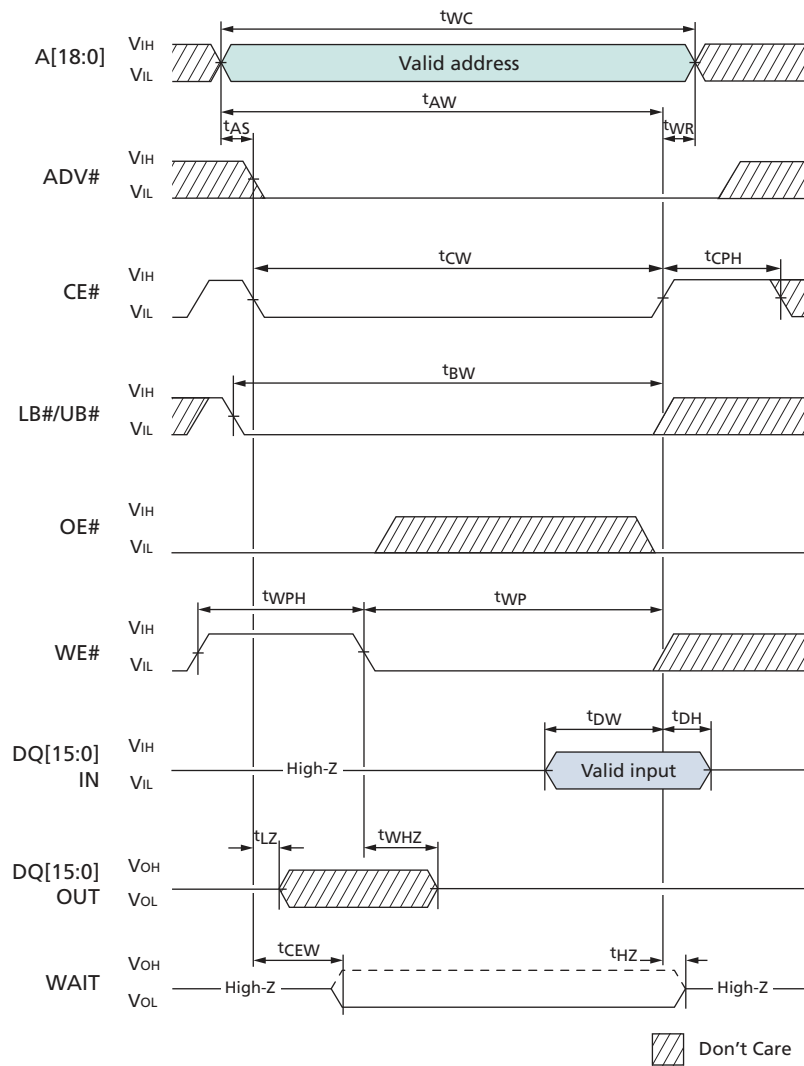 tWC
A[18:0] VIH VIL Valid address
tAW
tAS tWR
ADV# VIH VIL
tCW tCPH
CE# VIH VIL
tBW
LB#/UB# VIH VIL
OE# VIH VIL
tWPH tWP
WE# VIH VIL
tDW tDH
DQ[15:0] IN VIH VIL High-Z Valid input
tLZ tWHZ
DQ[15:0] OUT VOH VOL
tCEW tHZ
WAIT VOH VOL High-Z High-Z
Don't Care